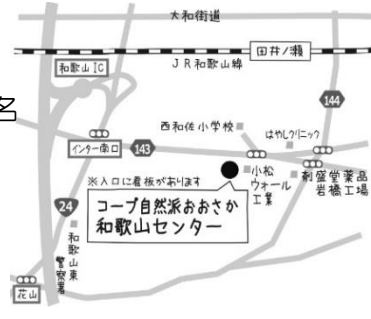 大和街道
田井ノ瀬
JR和歌山線
和歌山IC
名
144
西和佐小学校
はやしクリニック
インター南口
143
※入口に看板があります
小松
ウォール
工業
剤盛堂薬品
岩橋工場
コープ自然派おおさか
和歌山センター
24
和歌山東
警察署
花山